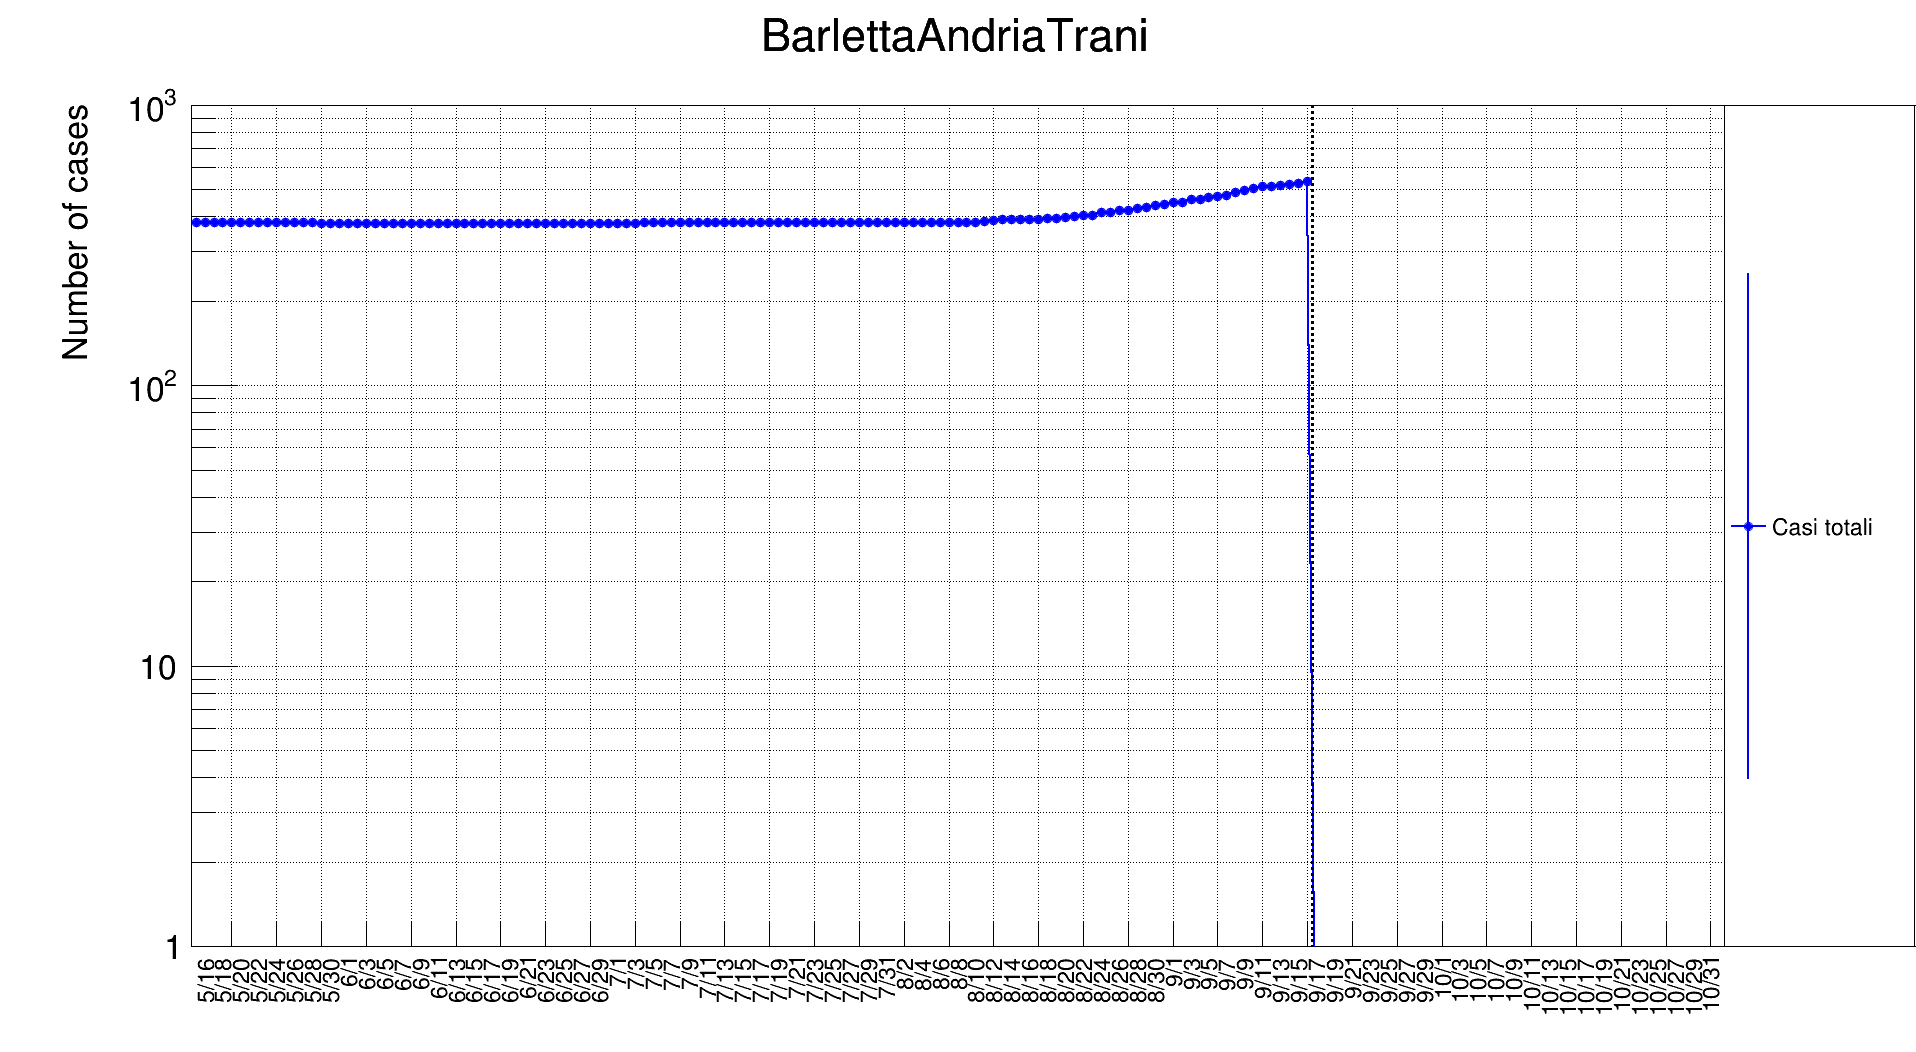 BarlettaAndriaTrani
Number of cases
10^3
10^2
10
1
5/16 5/18 5/20 5/22 5/24 5/26 5/28 5/30 6/1 6/3 6/5 6/7 6/9 6/11 6/13 6/15 6/17 6/19 6/21 6/23 6/25 6/27 6/29 7/1 7/3 7/5 7/7 7/9 7/11 7/13 7/15 7/17 7/19 7/21 7/23 7/25 7/27 7/29 7/31 8/2 8/4 8/6 8/8 8/10 8/12 8/14 8/16 8/18 8/20 8/22 8/24 8/26 8/28 8/30 9/1 9/3 9/5 9/7 9/9 9/11 9/13 9/15 9/17 9/19 9/21 9/23 9/25 9/27 9/29 10/1 10/3 10/5 10/7 10/9 10/11 10/13 10/15 10/17 10/19 10/21 10/23 10/25 10/27 10/29 10/31
Casi totali